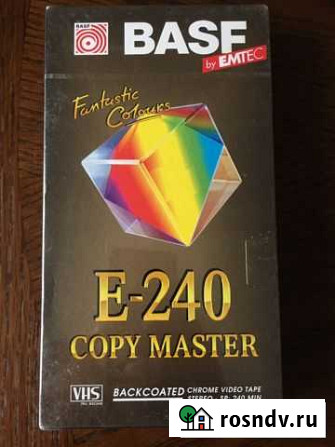 BASF
by EMTEC
Fantastic
Colours
E-240
COPY MASTER
VHS
BACKCOATED CHROME VIDEO TAPE
STEREO · SP: 240 MIN
rosndv.ru